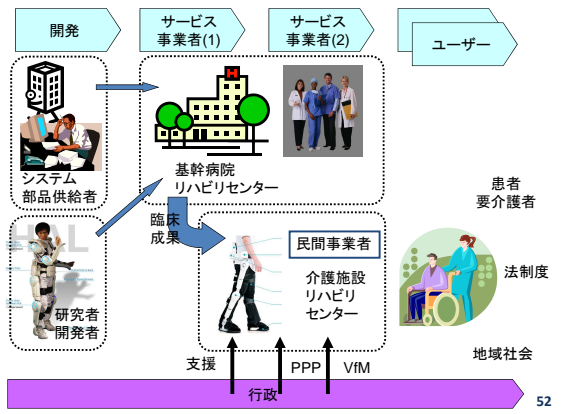 開発
サービス
事業者(1)
サービス
事業者(2)
ユーザー
H
システム
部品供給者
基幹病院
リハビリセンター
患者
要介護者
臨床
成果
HAL
民間事業者
研究者
開発者
介護施設
リハビリ
センター
法制度
地域社会
支援
PPP
VfM
行政
52